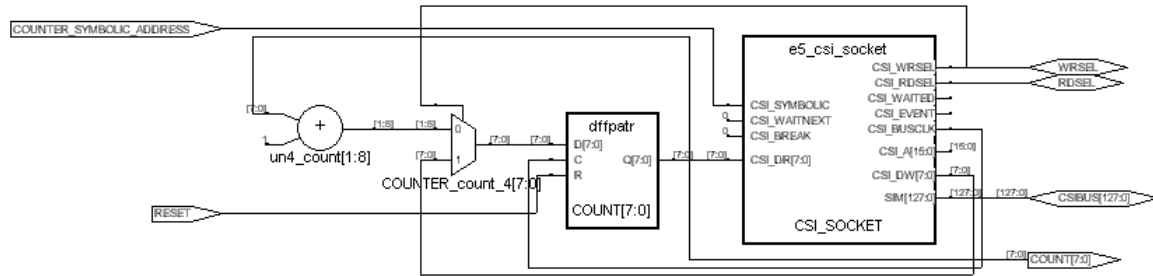 COUNTER_SYMBOLIC_ADDRESS
e5_csi_socket
CSI_WRSEL
WRSEL
CSI_RDSEL
RDSEL
CSI_WAITED
CSI_EVENT
CSI_BUSCLK
CSI_SYMBOLIC
0
CSI_WAITNEXT
0
CSI_BREAK
CSI_A[15:0]
[15:0]
CSI_DR[7:0]
CSI_DW[7:0]
[7:0]
SIM[127:0]
[127:0]
[127:0]
CSIBUS[127:0]
CSI_SOCKET
[7:0]
+
1
un4_count[1:8]
[1:8]
[1:8]
0
[7:0]
1
COUNTER_count_4[7:0]
[7:0]
[7:0]
dffpatr
D[7:0]
Q[7:0]
C
R
COUNT[7:0]
[7:0]
[7:0]
RESET
[7:0]
COUNT[7:0]